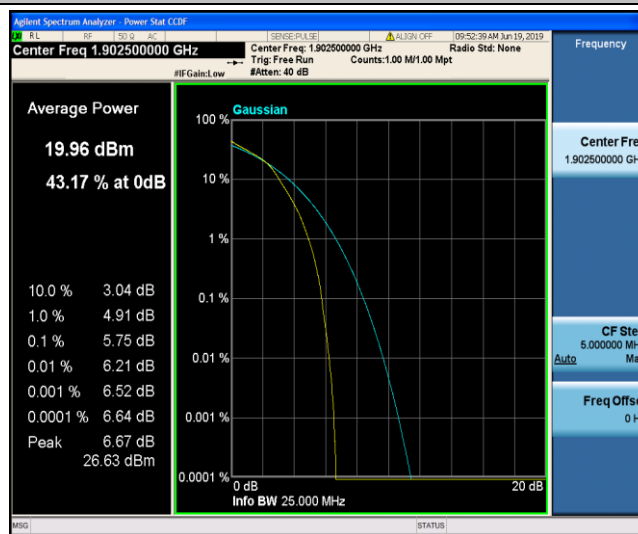 Agilent Spectrum Analyzer - Power Stat CCDF
RL RF 50 Ω AC SENSE:PULSE ALIGN OFF 09:52:39 AM Jun 19, 2019
Center Freq 1.902500000 GHz
Center Freq: 1.902500000 GHz Radio Std: None
Trig: Free Run Counts:1.00 M/1.00 Mpt
#IFGain:Low #Atten: 40 dB
Frequency
Average Power
19.96 dBm
43.17 % at 0dB
10.0 % 3.04 dB
1.0 % 4.91 dB
0.1 % 5.75 dB
0.01 % 6.21 dB
0.001 % 6.52 dB
0.0001 % 6.64 dB
Peak 6.67 dB
26.63 dBm
Gaussian
100 %
10 %
1 %
0.1 %
0.01 %
0.001 %
0.0001 %
0 dB 20 dB
Info BW 25.000 MHz
Center Fre
1.902500000 GH
CF Ste
5.000000 MH
Auto Ma
Freq Offse
0 H
MSG STATUS